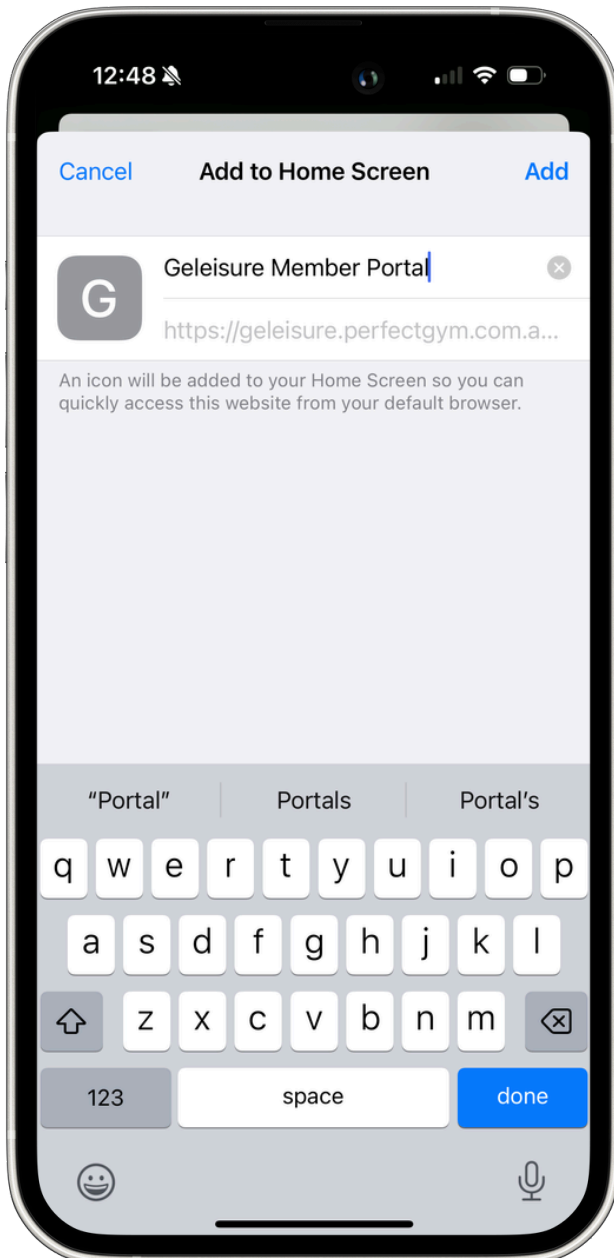 12:48
Cancel Add to Home Screen Add
G
Geleisure Member Portal
https://geleisure.perfectgym.com.a...
An icon will be added to your Home Screen so you can
quickly access this website from your default browser.
“Portal” Portals Portal's
q w e r t y u i o p
a s d f g h j k l
z x c v b n m
123 space done